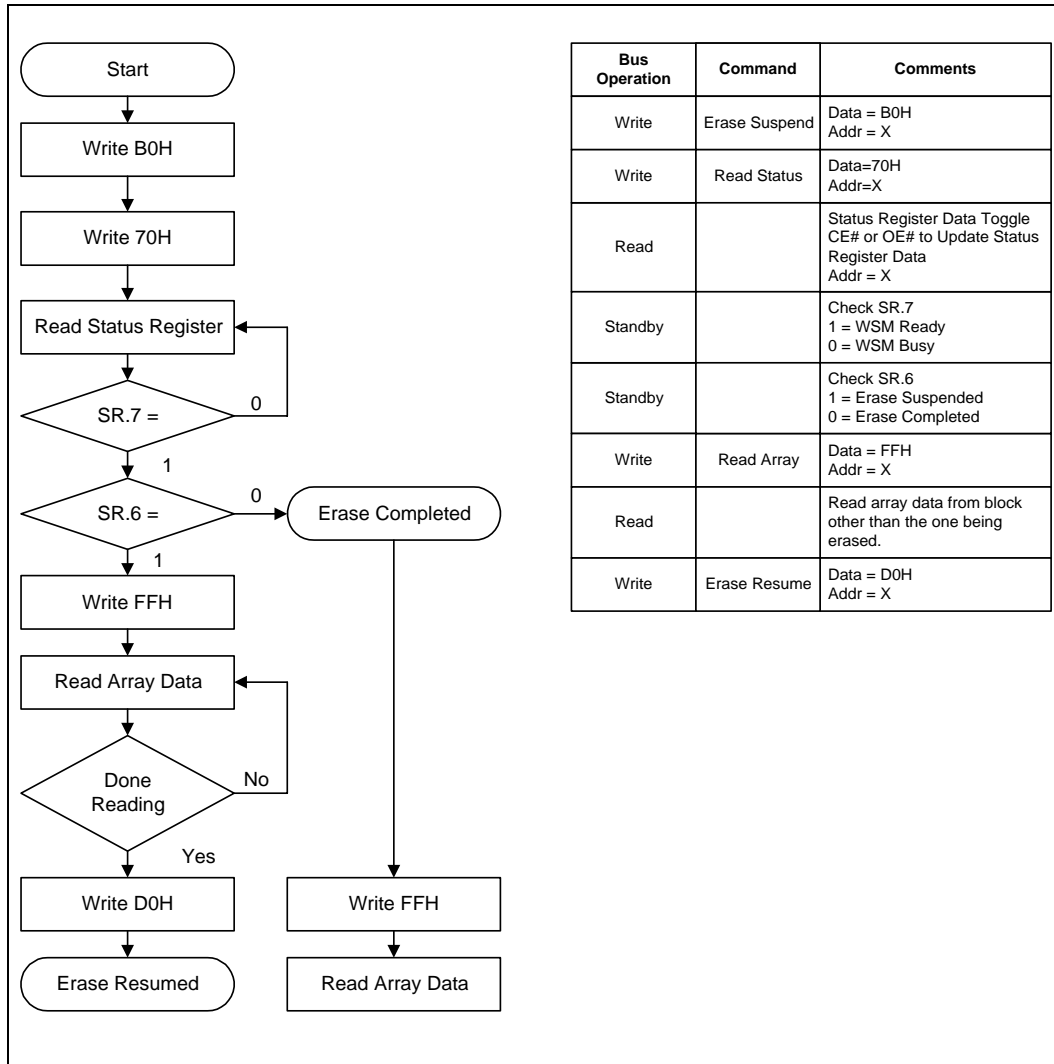 Start
Write B0H
Write 70H
Read Status Register
SR.7 =
0
1
SR.6 =
0
Erase Completed
1
Write FFH
Read Array Data
Done
Reading
No
Yes
Write D0H
Write FFH
Erase Resumed
Read Array Data
Bus
Operation
Command
Comments
Write
Erase Suspend
Data = B0H
Addr = X
Write
Read Status
Data=70H
Addr=X
Read
Status Register Data Toggle
CE# or OE# to Update Status
Register Data
Addr = X
Standby
Check SR.7
1 = WSM Ready
0 = WSM Busy
Standby
Check SR.6
1 = Erase Suspended
0 = Erase Completed
Write
Read Array
Data = FFH
Addr = X
Read
Read array data from block
other than the one being
erased.
Write
Erase Resume
Data = D0H
Addr = X